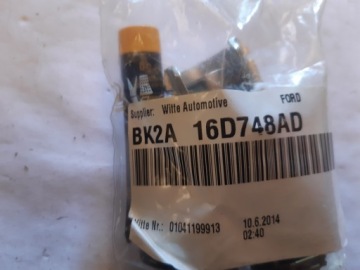 Supplier: Witte Automotive FORD
BK2A 16D748AD
Witte Nr.: 01041199913 10.6.2014
02:40